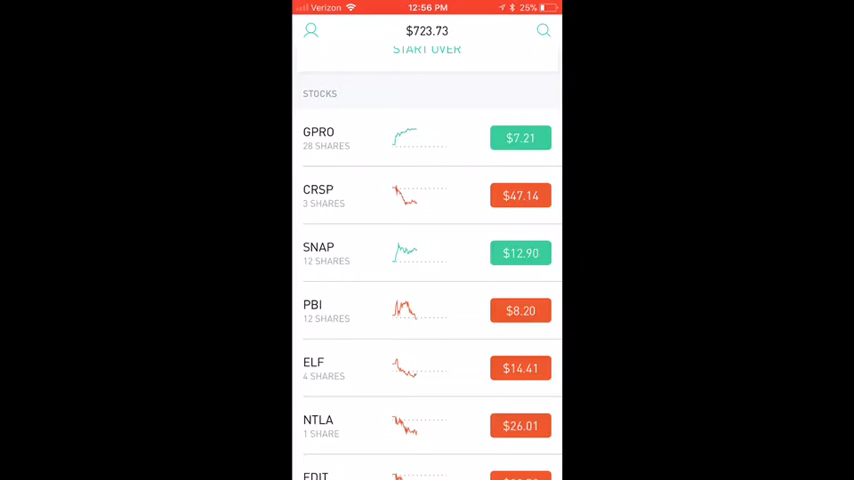 Verizon 12:56 PM 25%
$723.73
START OVER
STOCKS
GPRO
28 SHARES
$7.21
CRSP
3 SHARES
$47.14
SNAP
12 SHARES
$12.90
PBI
12 SHARES
$8.20
ELF
4 SHARES
$14.41
NTLA
1 SHARE
$26.01
EDIT